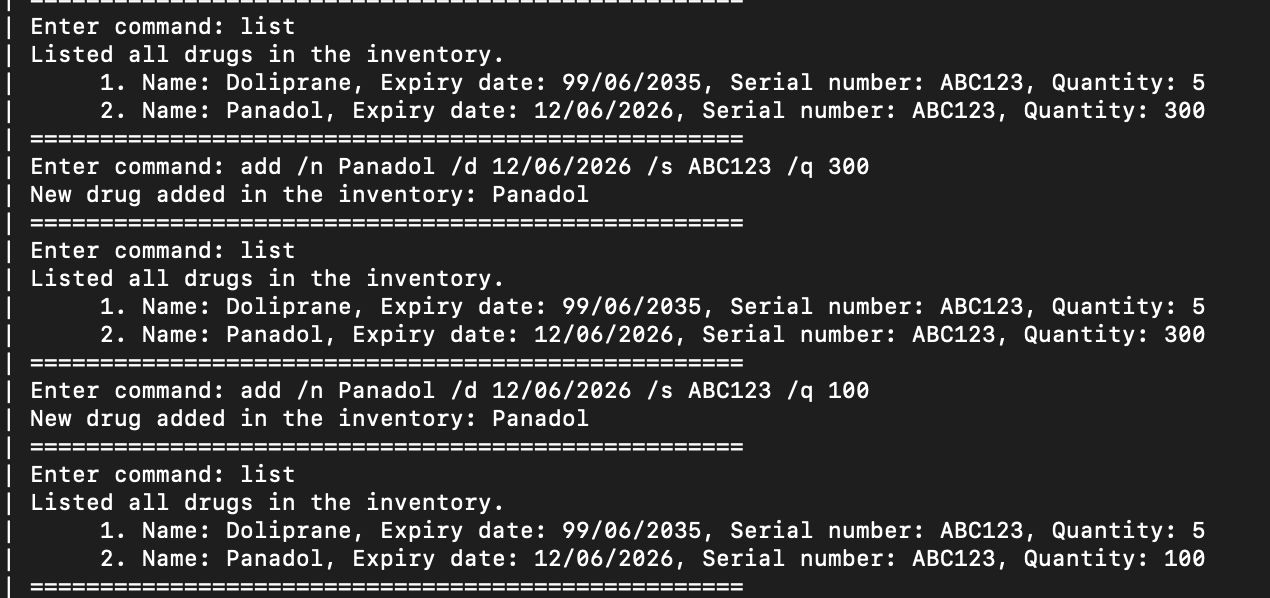 | ===================================================
| Enter command: list
| Listed all drugs in the inventory.
|      1. Name: Doliprane, Expiry date: 99/06/2035, Serial number: ABC123, Quantity: 5
|      2. Name: Panadol, Expiry date: 12/06/2026, Serial number: ABC123, Quantity: 300
| ===================================================
| Enter command: add /n Panadol /d 12/06/2026 /s ABC123 /q 300
| New drug added in the inventory: Panadol
| ===================================================
| Enter command: list
| Listed all drugs in the inventory.
|      1. Name: Doliprane, Expiry date: 99/06/2035, Serial number: ABC123, Quantity: 5
|      2. Name: Panadol, Expiry date: 12/06/2026, Serial number: ABC123, Quantity: 300
| ===================================================
| Enter command: add /n Panadol /d 12/06/2026 /s ABC123 /q 100
| New drug added in the inventory: Panadol
| ===================================================
| Enter command: list
| Listed all drugs in the inventory.
|      1. Name: Doliprane, Expiry date: 99/06/2035, Serial number: ABC123, Quantity: 5
|      2. Name: Panadol, Expiry date: 12/06/2026, Serial number: ABC123, Quantity: 100
| ===================================================